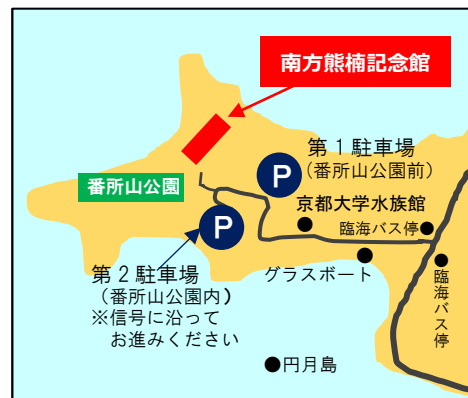 南方熊楠記念館
第1駐車場
(番所山公園前)
P
番所山公園
京都大学水族館
臨海バス停
P
第2駐車場
(番所山公園内)
※信号に沿って
お進みください
グラスボート
臨海バス停
円月島